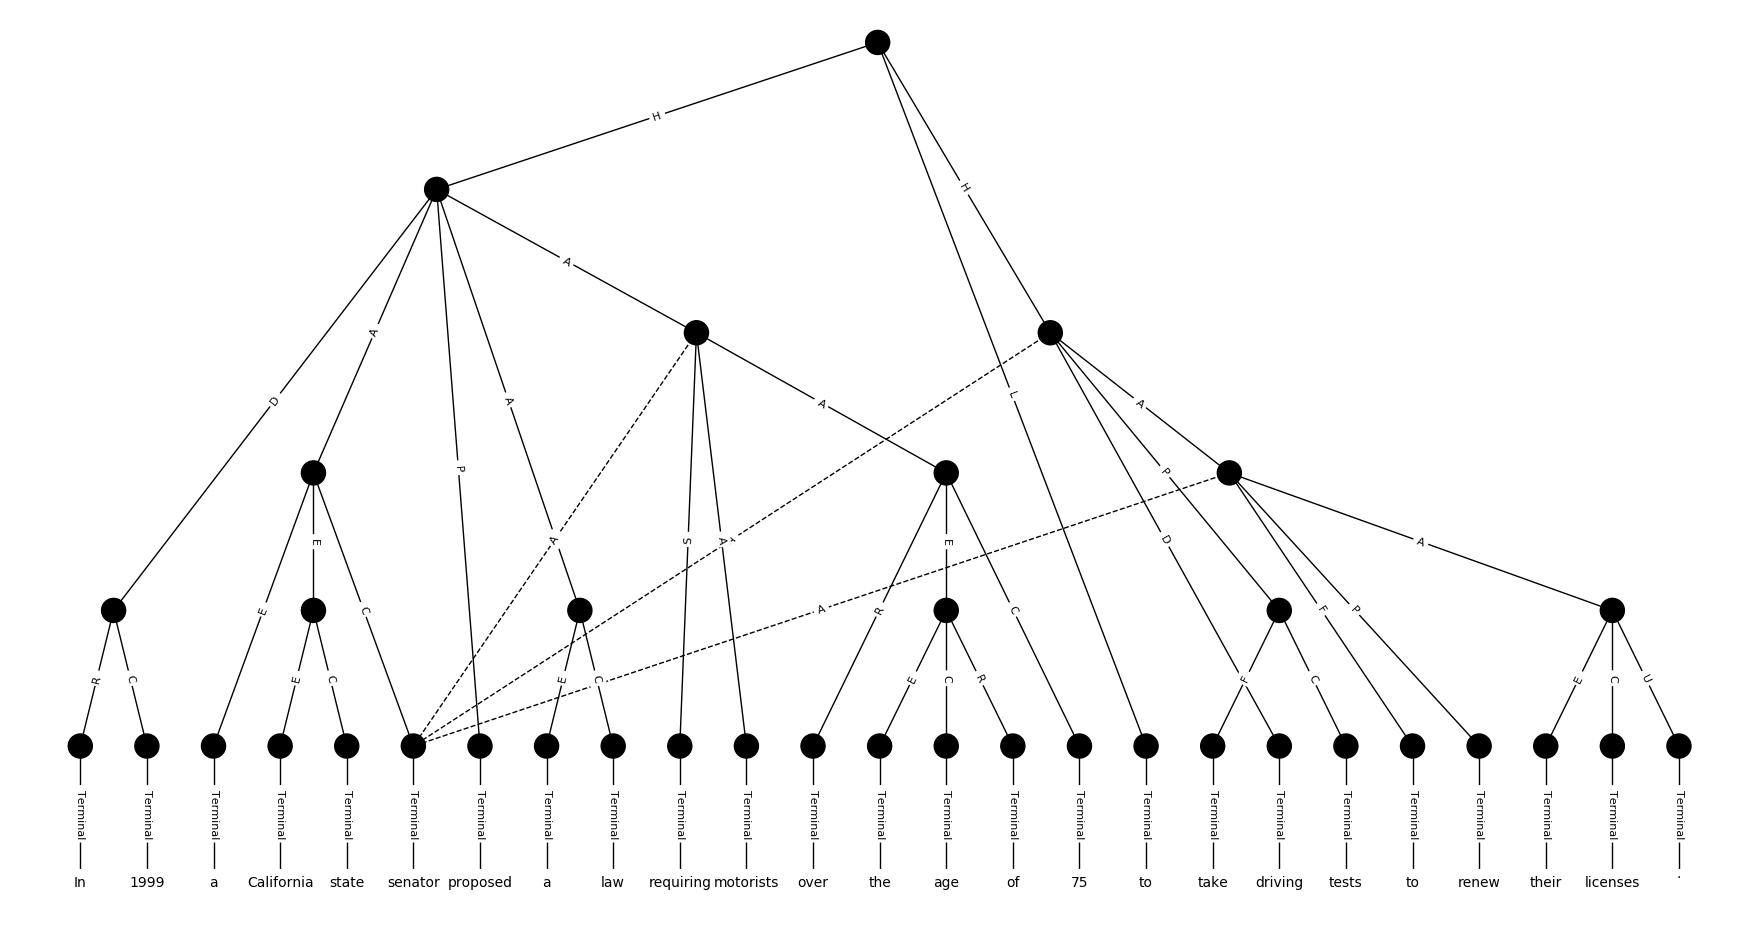 H
H
A
A
D
A
A
L
A
P
P
S
A
A
E
E
D
A
E
C
A
R
C
F
P
R
C
E
C
E
C
E
C
R
F
C
E
C
U
Terminal Terminal Terminal Terminal Terminal Terminal Terminal Terminal Terminal Terminal Terminal Terminal Terminal Terminal Terminal Terminal Terminal Terminal Terminal Terminal Terminal Terminal Terminal Terminal Terminal
In 1999 a California state senator proposed a law requiring motorists over the age of 75 to take driving tests to renew their licenses .